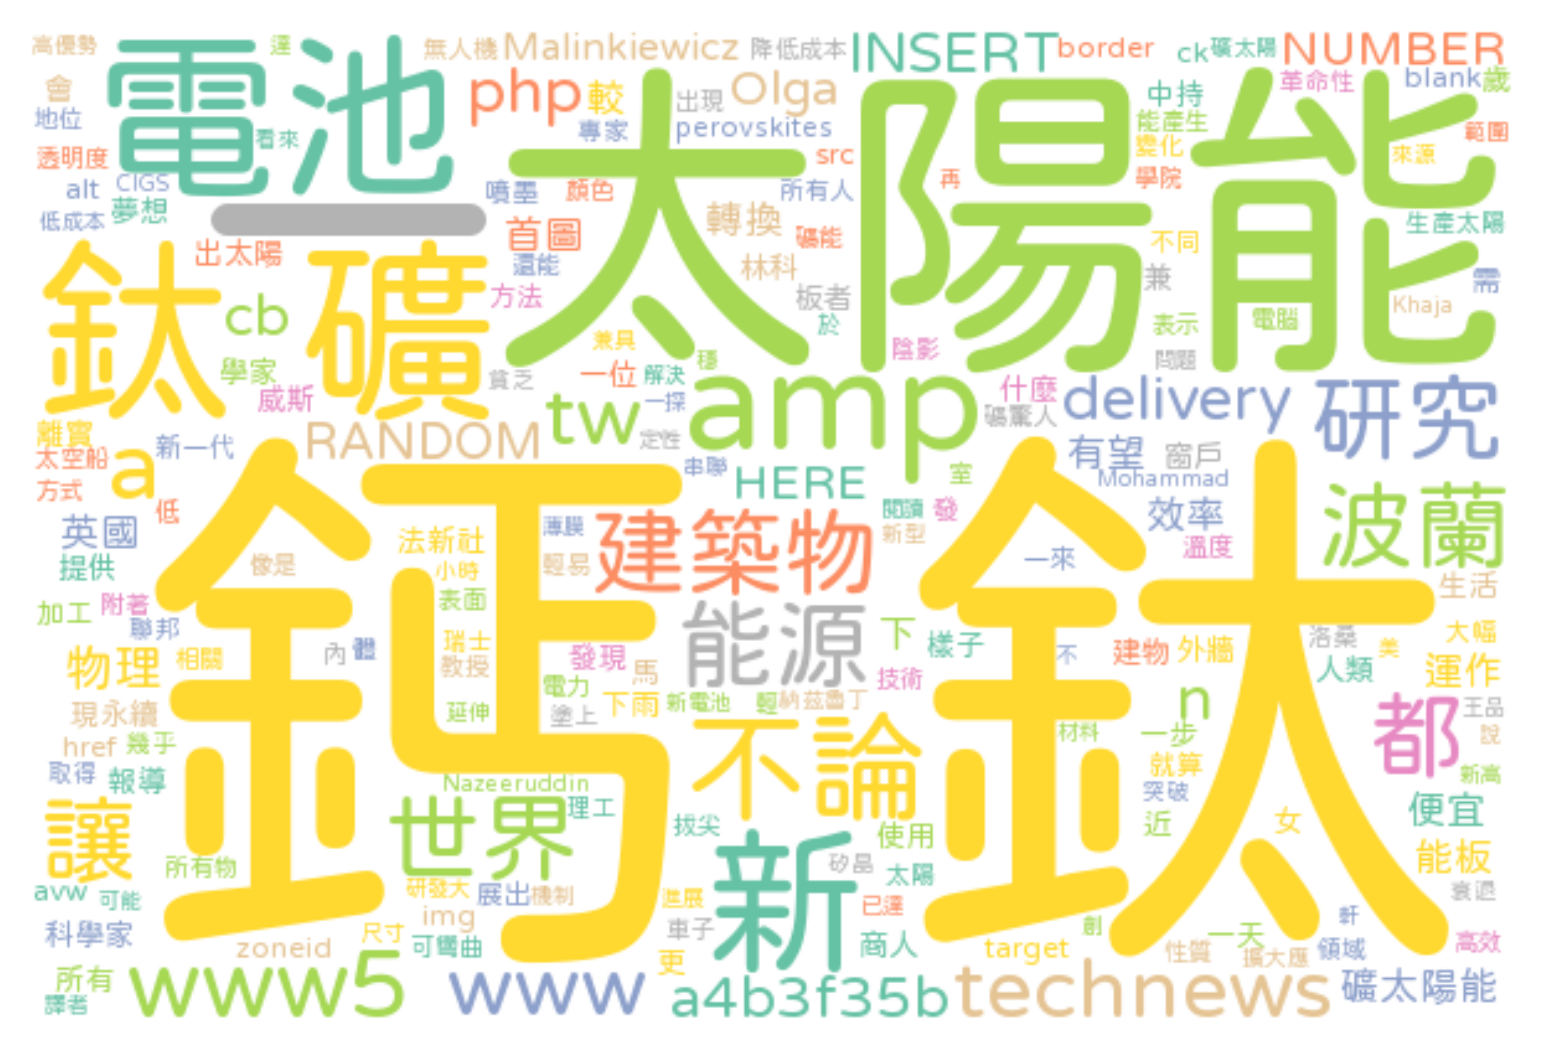 高優勢
電池
達
無人機
Malinkiewicz
降低成本
INSERT
border
ck
礦太陽
NUMBER
會
地位
透明度
alt
CIGS
看來
低成本
夢想
php
較
出現
Olga
專家
perovskites
src
太陽能
中持
革命性
blank
歲
能產生
變化
範圍
來源
噴墨
顏色
所有人
再
學院
生產太陽
出太陽
首圖
轉換
礦能
不同
還能
林科
兼
需
鈦
礦
cb
方法
板者
於
Khaja
兼具
陰影
表示
電腦
學家
貧乏
一位
解決
穩
問題
威斯
一探
tw
amp
什麼
礦驚人
delivery
研究
離實
新一代
RANDOM
定性
太空船
a
串聯
HERE
室
有望
窗戶
Mohammad
方式
低
閱讀
發
效率
波蘭
英國
法新社
薄膜
建築物
新型
溫度
提供
像是
小時
輕易
一來
鈣鈦
生活
加工
附著
表面
能源
下
樣子
洛桑
大幅
聯邦
內
體
瑞士
教授
發現
馬
不
建物
外牆
美
物理
相關
人類
運作
電力
技術
現永續
延伸
塗上
下雨
新電池
輕
納茲魯丁
n
都
王品
href
幾乎
不論
材料
一步
說
取得
報導
Nazeeruddin
就算
新高
讓
世界
理工
突破
便宜
拔尖
近
女
所有物
新
使用
能板
矽晶
太陽
avw
可能
研發大
展出
機制
進展
已達
衰退
img
科學家
尺寸
車子
創
軒
zoneid
可彎曲
商人
target
性質
一天
擴大應
領域
高效
所有
更
譯者
www5
www
a4b3f35b
technews
礦太陽能